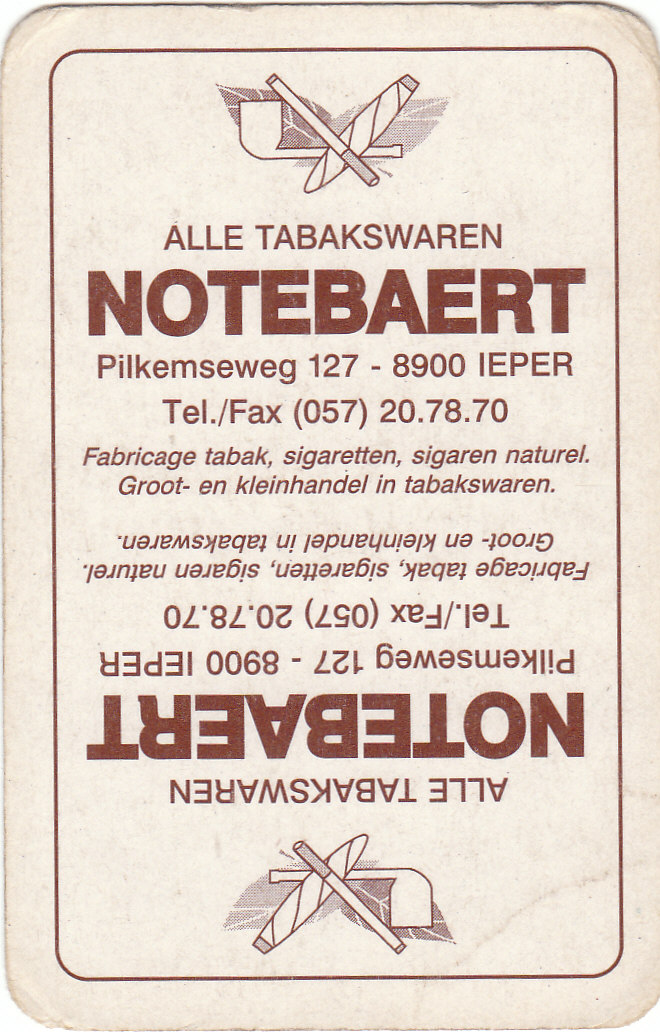 ALLE TABAKSWAREN
NOTEBAERT
Pilkemseweg 127 - 8900 IEPER
Tel./Fax (057) 20.78.70
Fabricage tabak, sigaretten, sigaren naturel.
Groot- en kleinhandel in tabakswaren.
ALLE TABAKSWAREN
NOTEBAERT
Pilkemseweg 127 - 8900 IEPER
Tel./Fax (057) 20.78.70
Fabricage tabak, sigaretten, sigaren naturel.
Groot- en kleinhandel in tabakswaren.